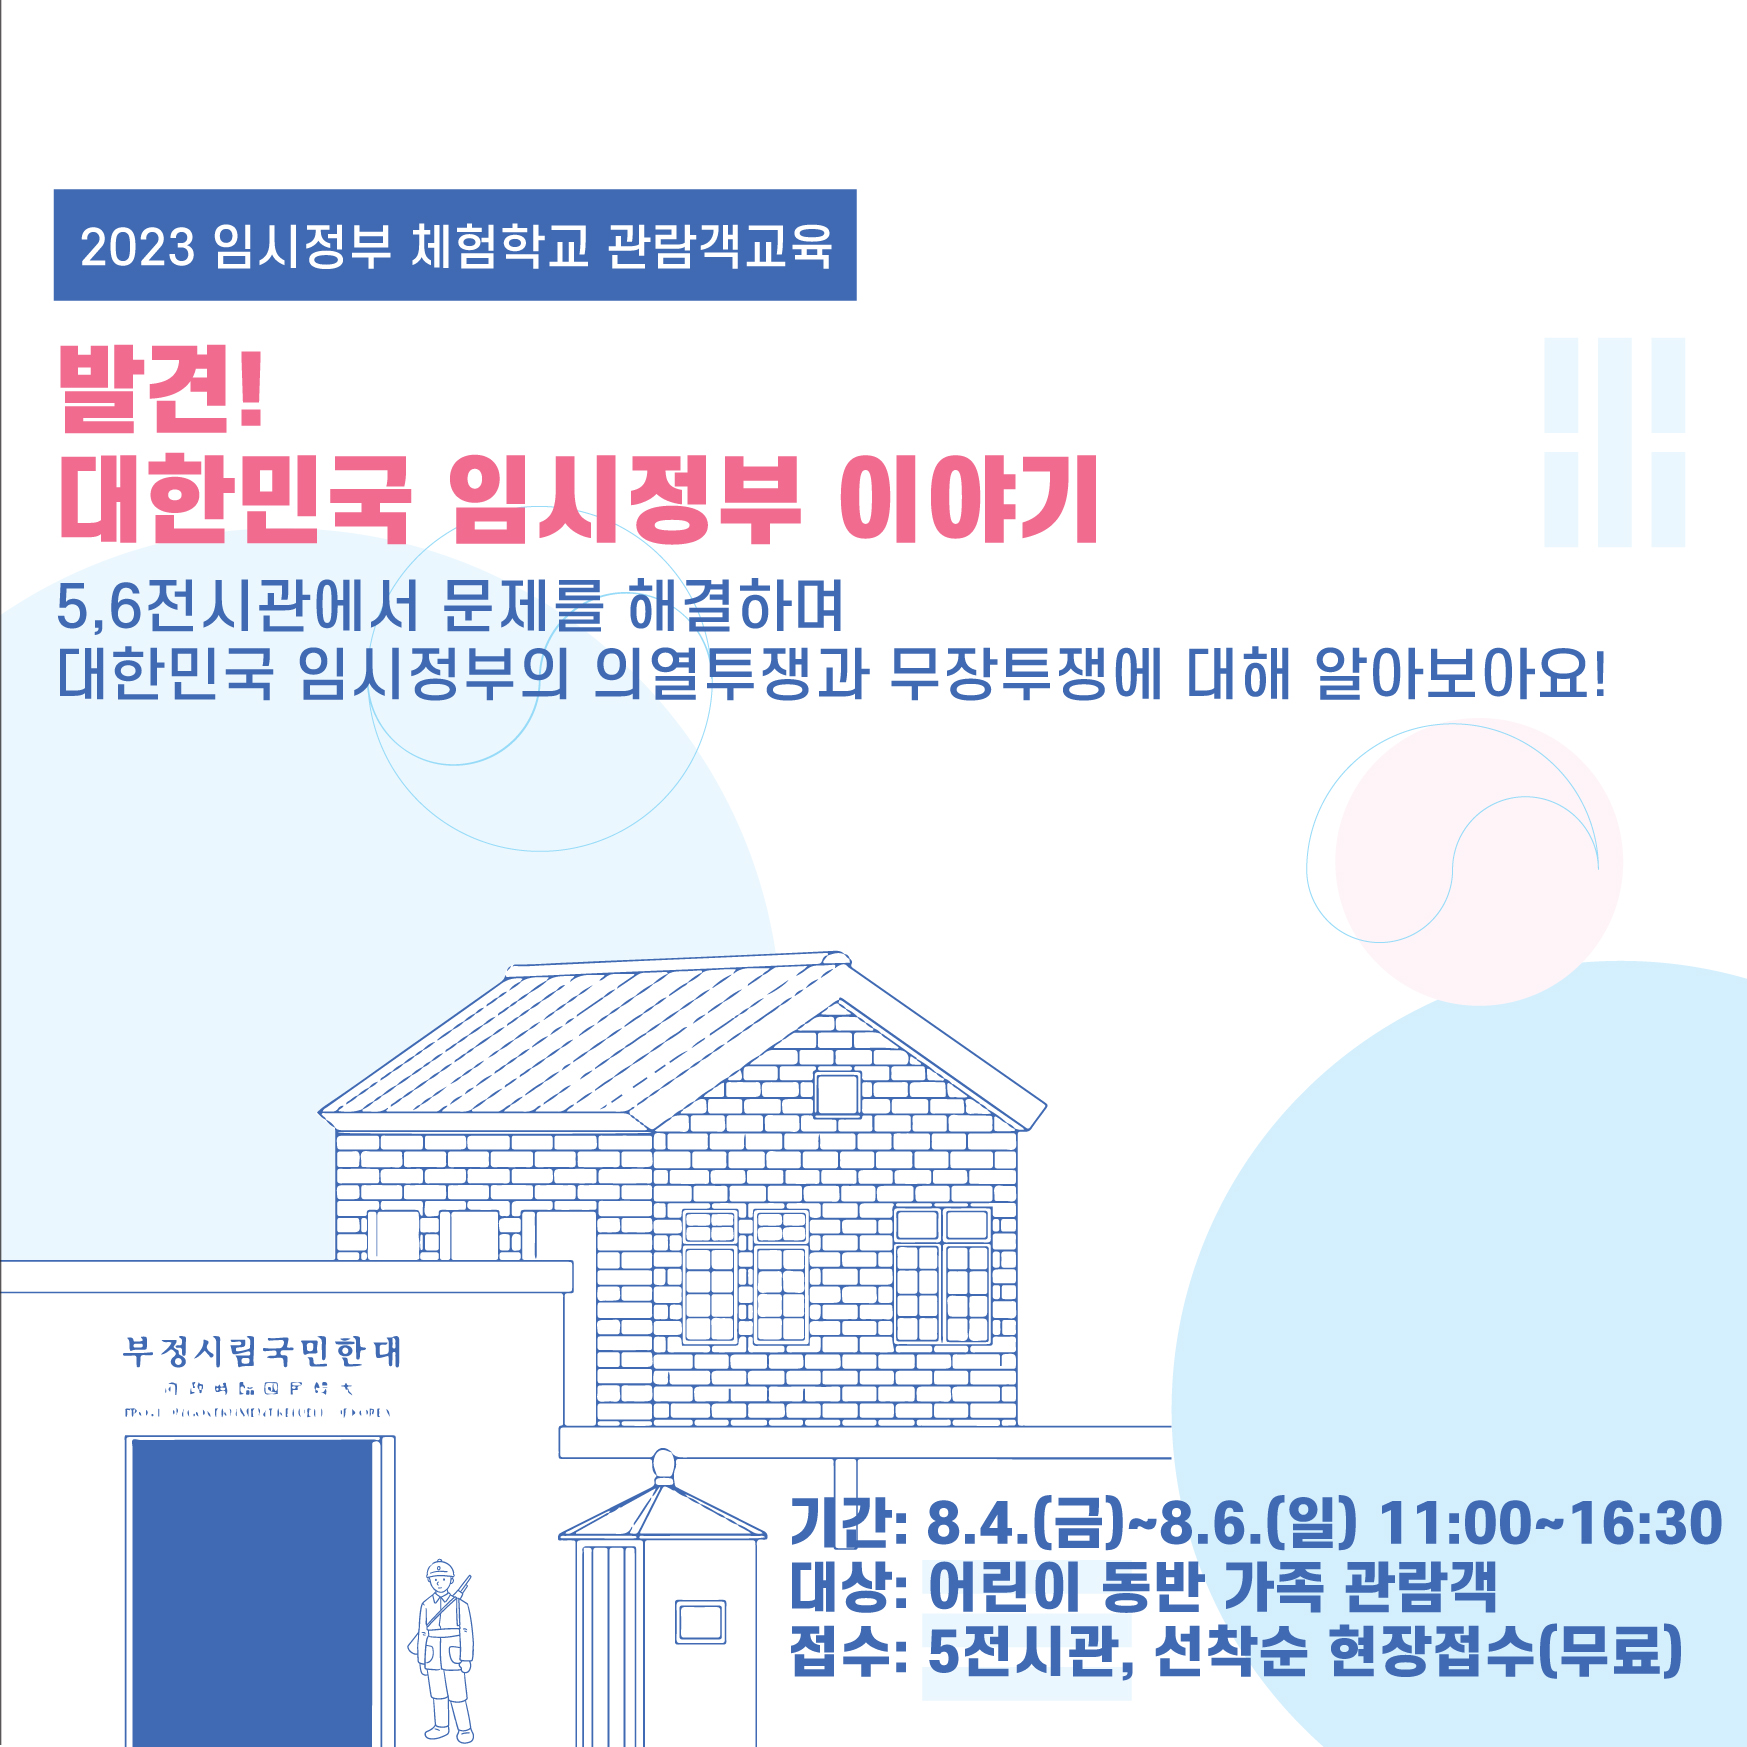 2023 임시정부 체험학교 관람객교육
발견!
대한민국 임시정부 이야기
5,6전시관에서 문제를 해결하며
대한민국 임시정부의 의열투쟁과 무장투쟁에 대해 알아보아요!
부정시림국민한대
기간: 8.4.(금)~8.6.(일) 11:00~16:30
대상: 어린이 동반 가족 관람객
접수: 5전시관, 선착순 현장접수(무료)